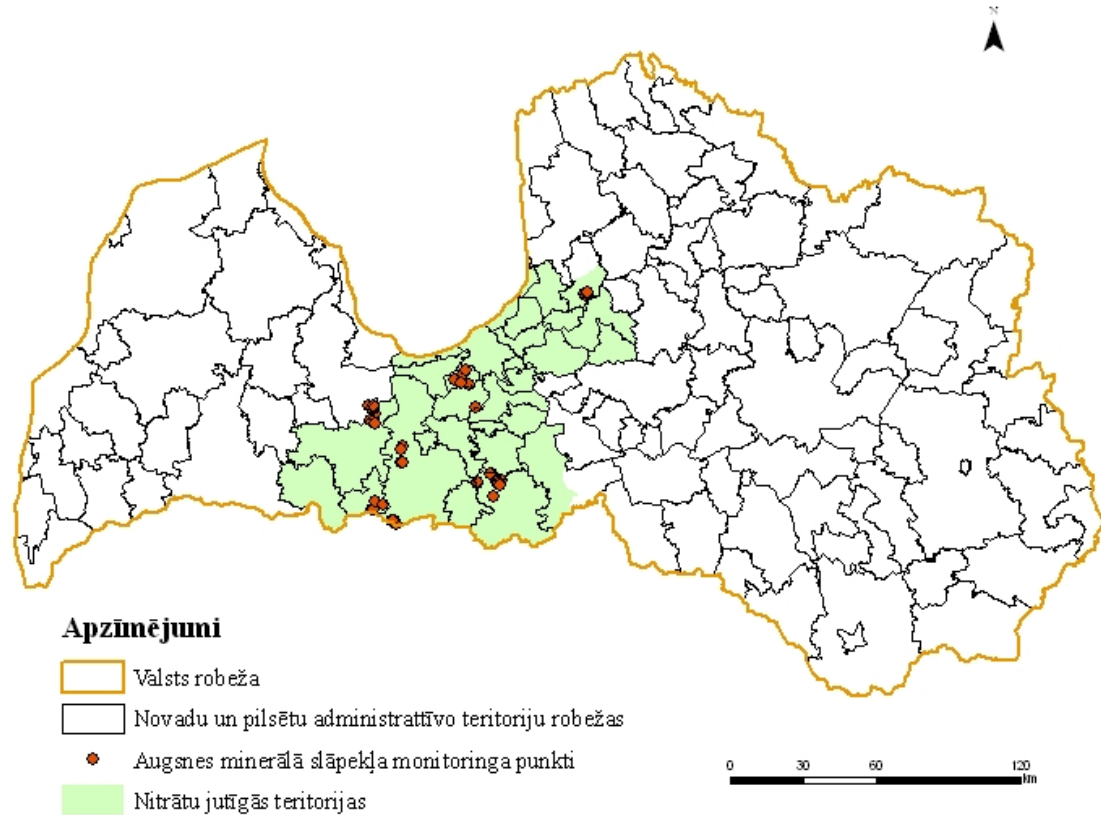 N
Apzīmējumi
Valsts robeža
Novadu un pilsētu administrattīvo teritoriju robežas
Augsnes minerālā slāpekļa monitoringa punkti
Nitrātu jutīgās teritorijas
0 30 60 120
km